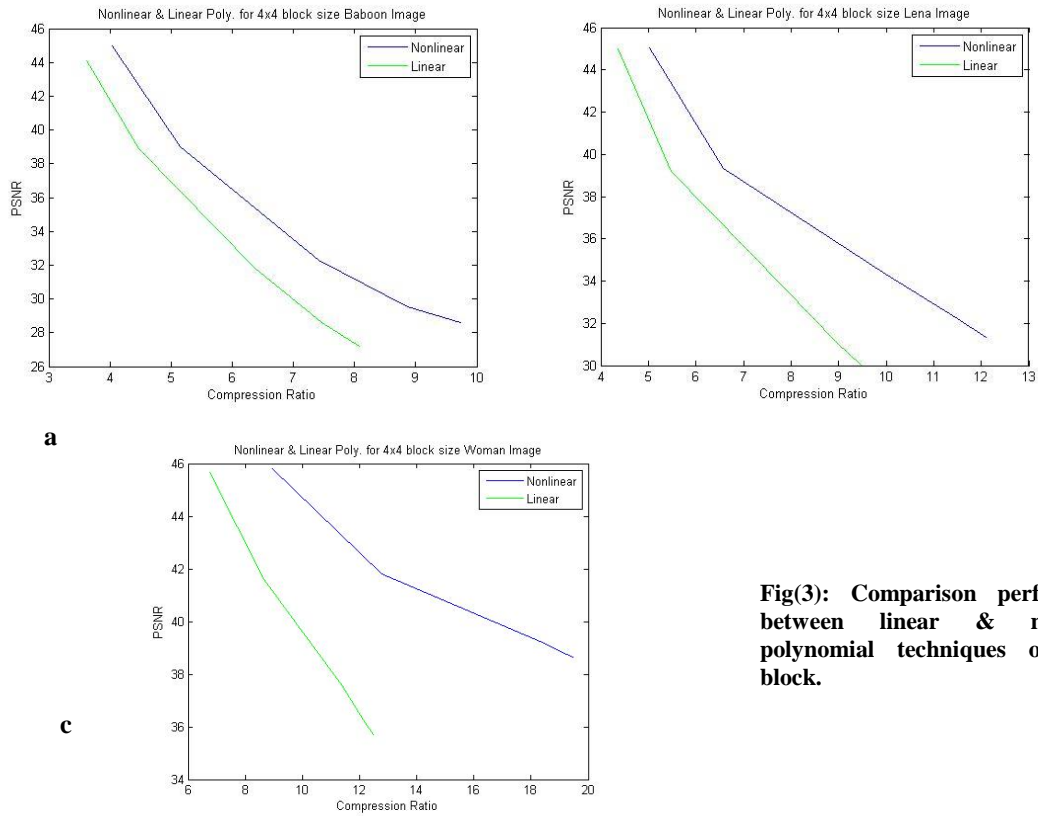 Nonlinear & Linear Poly. for 4x4 block size Baboon Image
46
44
42
40
38
36
34
32
30
28
26
PSNR
Nonlinear
Linear
3 4 5 6 7 8 9 10
Compression Ratio
Nonlinear & Linear Poly. for 4x4 block size Lena Image
46
44
42
40
38
36
34
32
30
PSNR
Nonlinear
Linear
4 5 6 7 8 9 10 11 12 13
Compression Ratio
a
Nonlinear & Linear Poly. for 4x4 block size Woman Image
46
44
42
40
38
36
34
PSNR
Nonlinear
Linear
6 8 10 12 14 16 18 20
Compression Ratio
c
Fig(3): Comparison perf
between linear & n
polynomial techniques o
block.